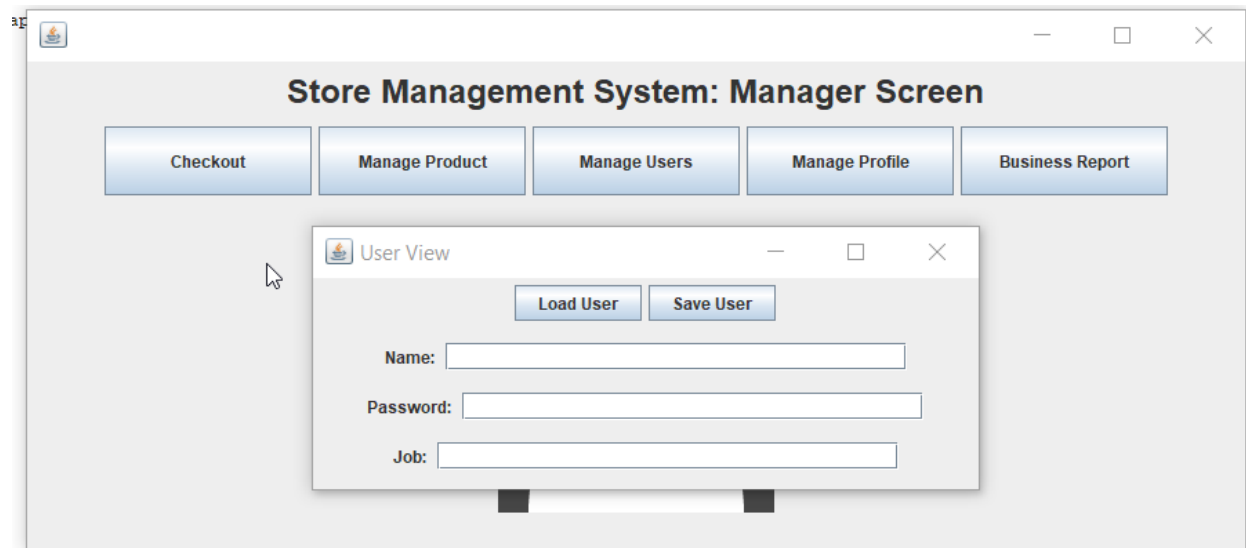 ap
Store Management System: Manager Screen
Checkout Manage Product Manage Users Manage Profile Business Report
User View
Load User Save User
Name:
Password:
Job: